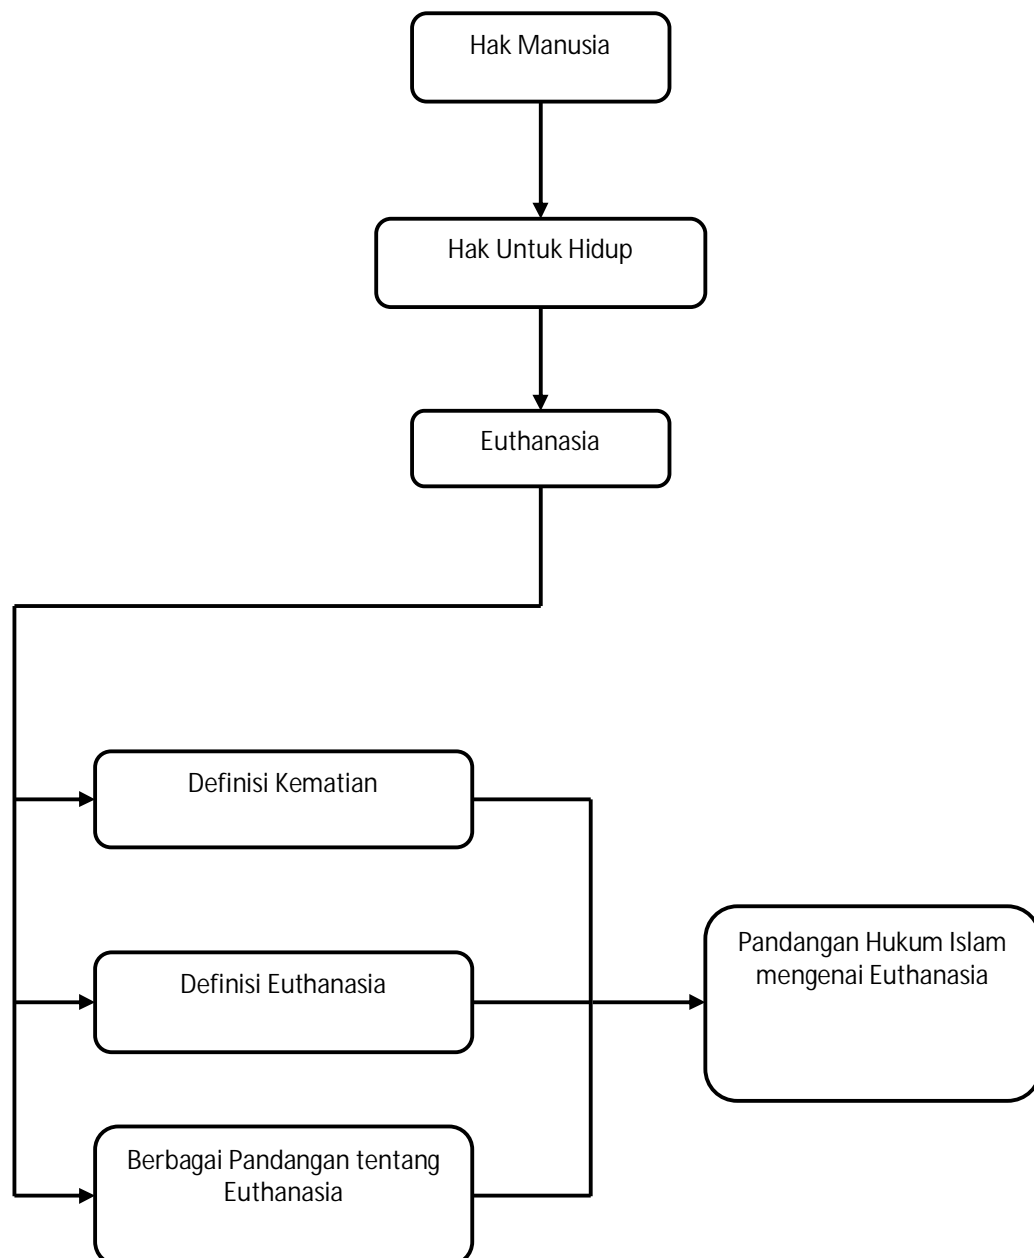 Hak Manusia
Hak Untuk Hidup
Euthanasia
Definisi Kematian
Definisi Euthanasia
Pandangan Hukum Islam
mengenai Euthanasia
Berbagai Pandangan tentang
Euthanasia